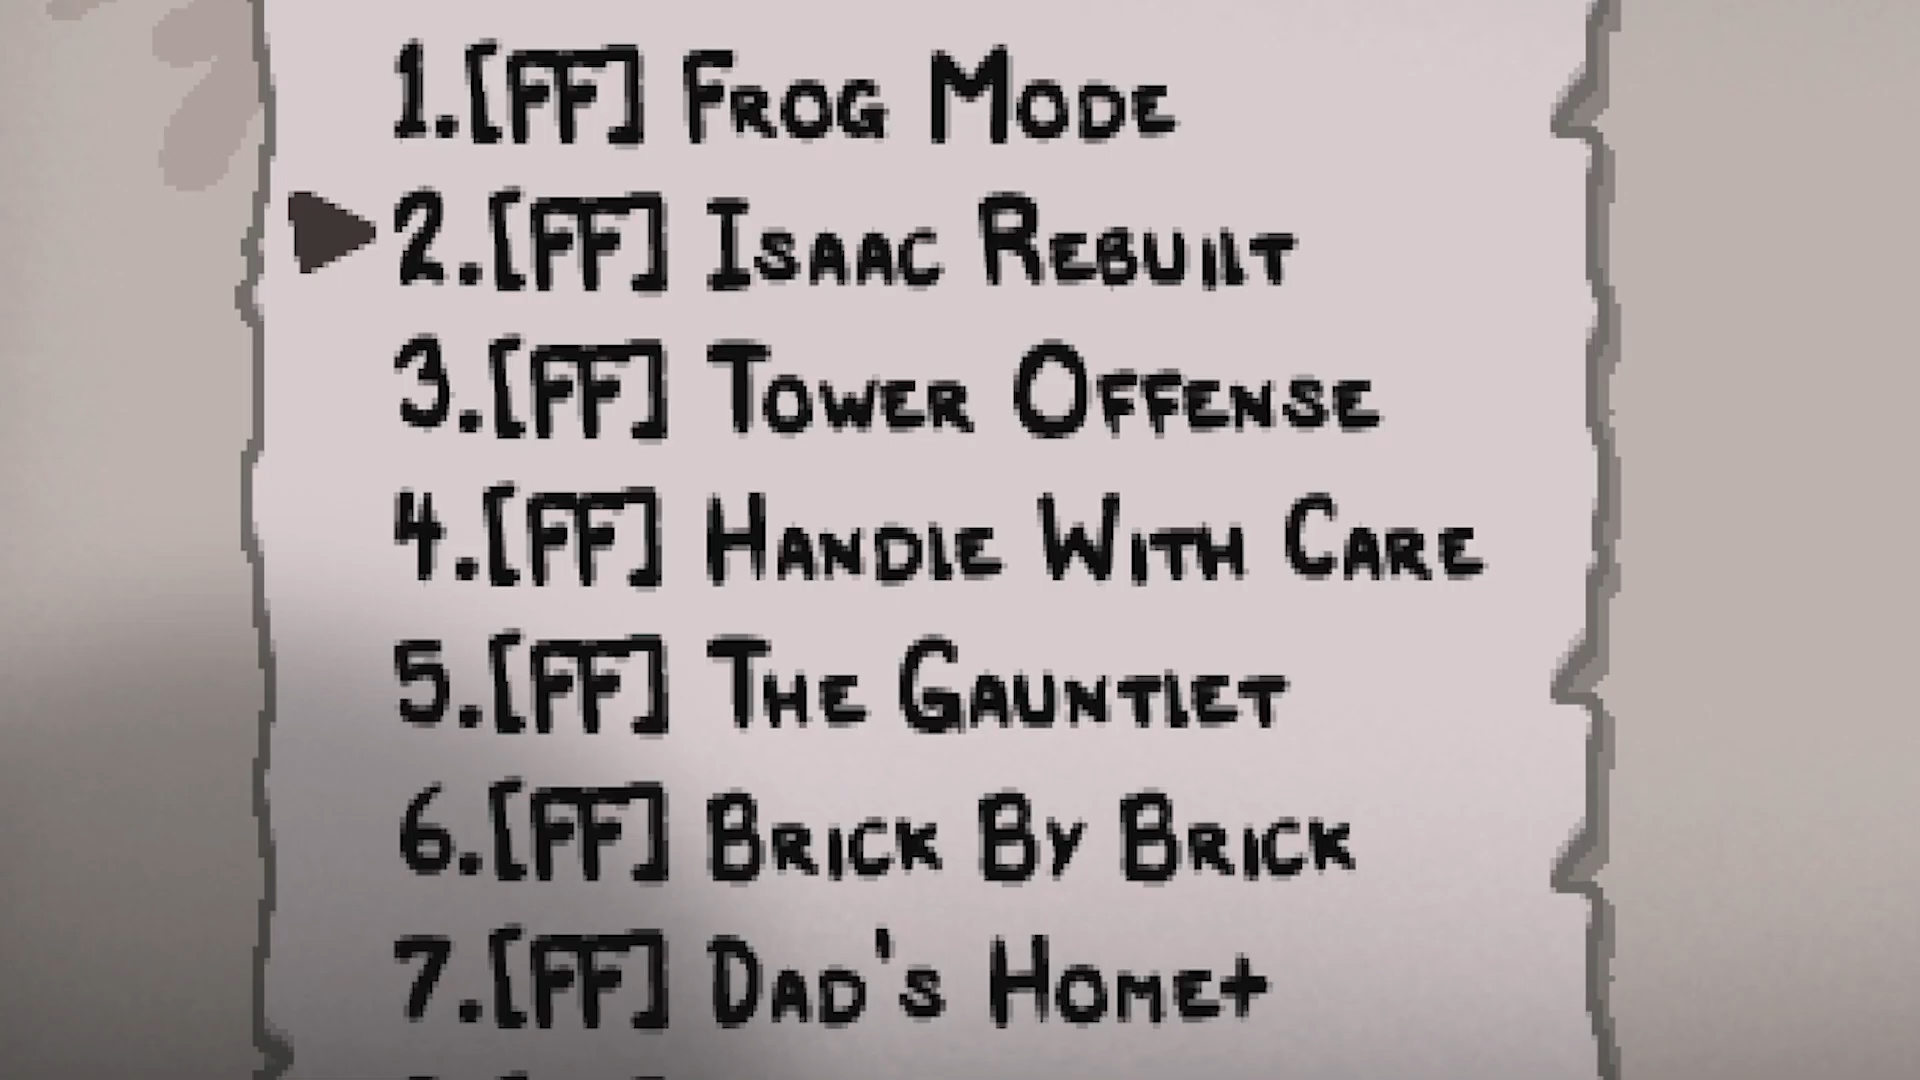 1.[FF] Frog Mode
2.[FF] Isaac Rebuilt
3.[FF] Tower Offense
4.[FF] Handle With Care
5.[FF] The Gauntlet
6.[FF] Brick By Brick
7.[FF] Dad's Home+